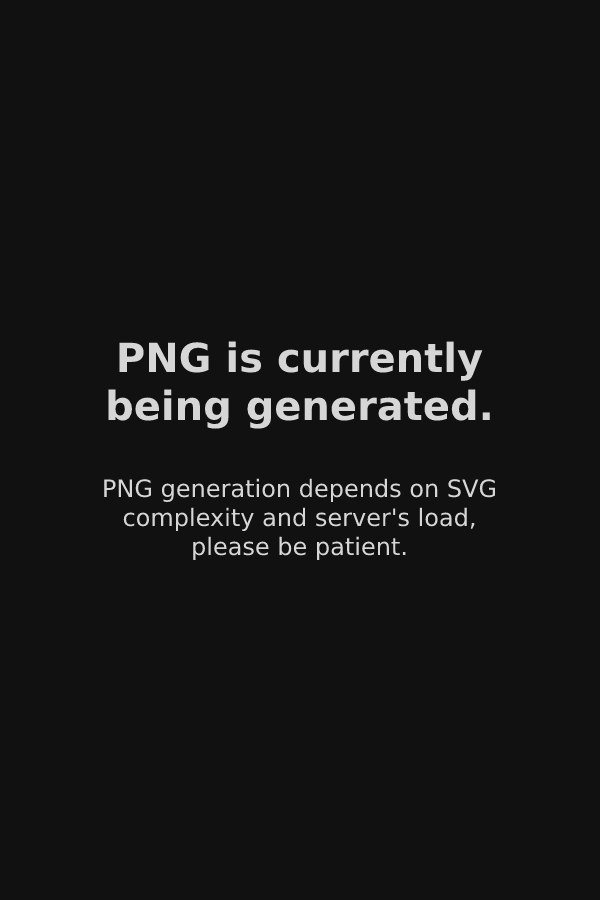 PNG is currently
being generated.
PNG generation depends on SVG
complexity and server's load,
please be patient.